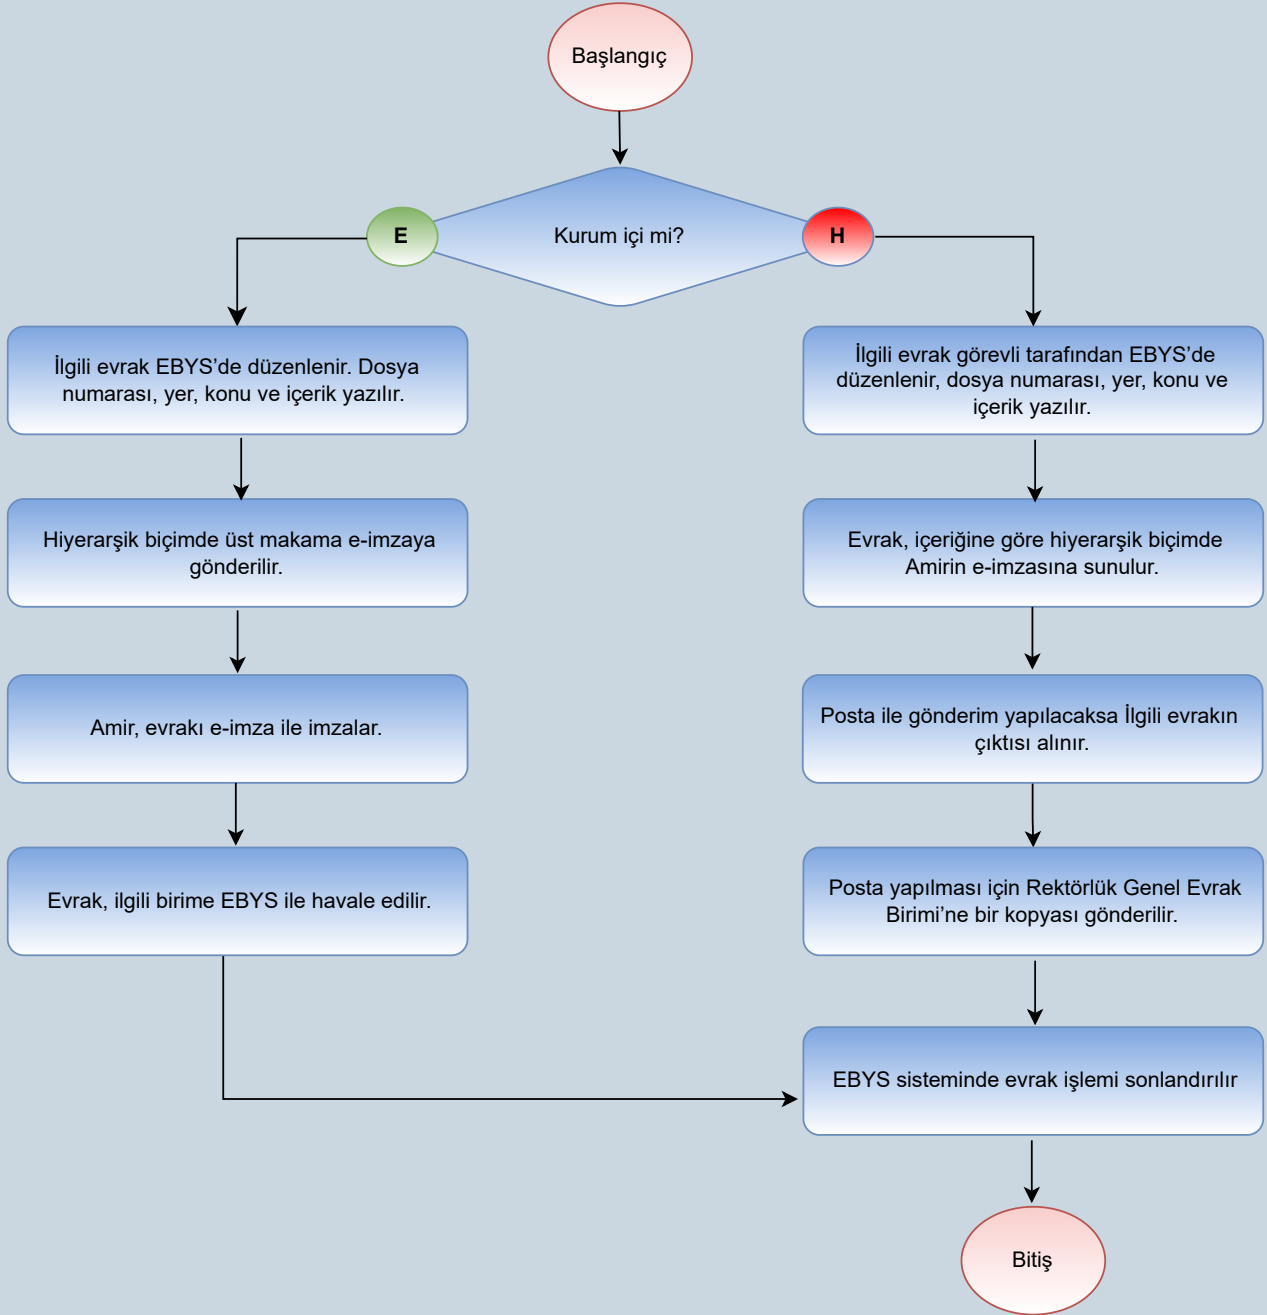 Başlangıç
Kurum içi mi?
E
H
İlgili evrak EBYS’de düzenlenir. Dosya
numarası, yer, konu ve içerik yazılır.
Hiyerarşik biçimde üst makama e-imzaya
gönderilir.
Amir, evrakı e-imza ile imzalar.
Evrak, ilgili birime EBYS ile havale edilir.
İlgili evrak görevli tarafından EBYS’de
düzenlenir, dosya numarası, yer, konu ve
içerik yazılır.
Evrak, içeriğine göre hiyerarşik biçimde
Amirin e-imzasına sunulur.
Posta ile gönderim yapılacaksa İlgili evrakın
çıktısı alınır.
Posta yapılması için Rektörlük Genel Evrak
Birimi’ne bir kopyası gönderilir.
EBYS sisteminde evrak işlemi sonlandırılır
Bitiş